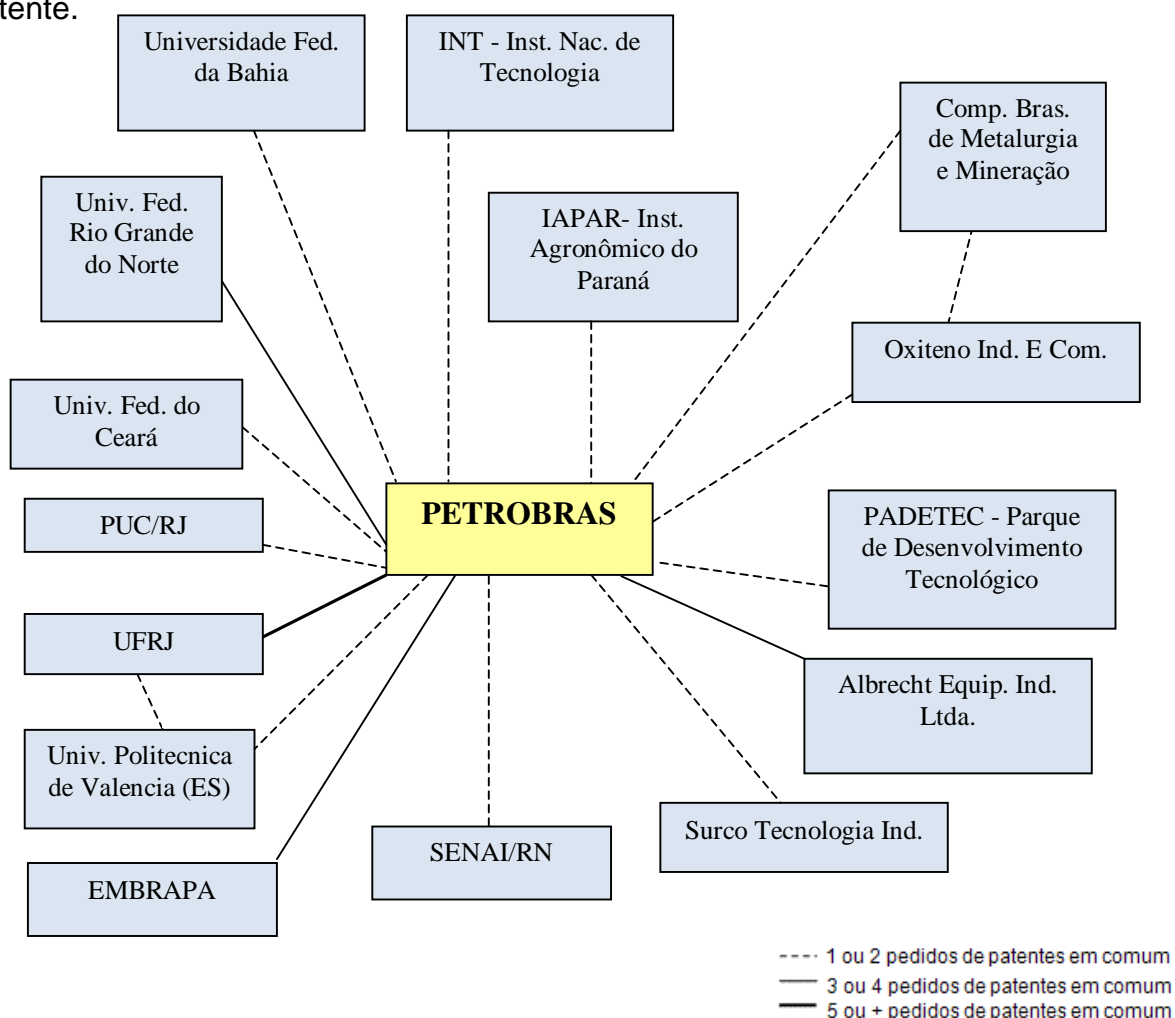 tente.
Universidade Fed.
da Bahia
INT - Inst. Nac. de
Tecnologia
Comp. Bras.
de Metalurgia
e Mineração
Univ. Fed.
Rio Grande
do Norte
IAPAR- Inst.
Agronômico do
Paraná
Oxiteno Ind. E Com.
Univ. Fed. do
Ceará
PETROBRAS
PUC/RJ
PADETEC - Parque
de Desenvolvimento
Tecnológico
UFRJ
Albrecht Equip. Ind.
Ltda.
Univ. Politecnica
de Valencia (ES)
Surco Tecnologia Ind.
SENAI/RN
EMBRAPA
1 ou 2 pedidos de patentes em comum
3 ou 4 pedidos de patentes em comum
5 ou + pedidos de patentes em comum